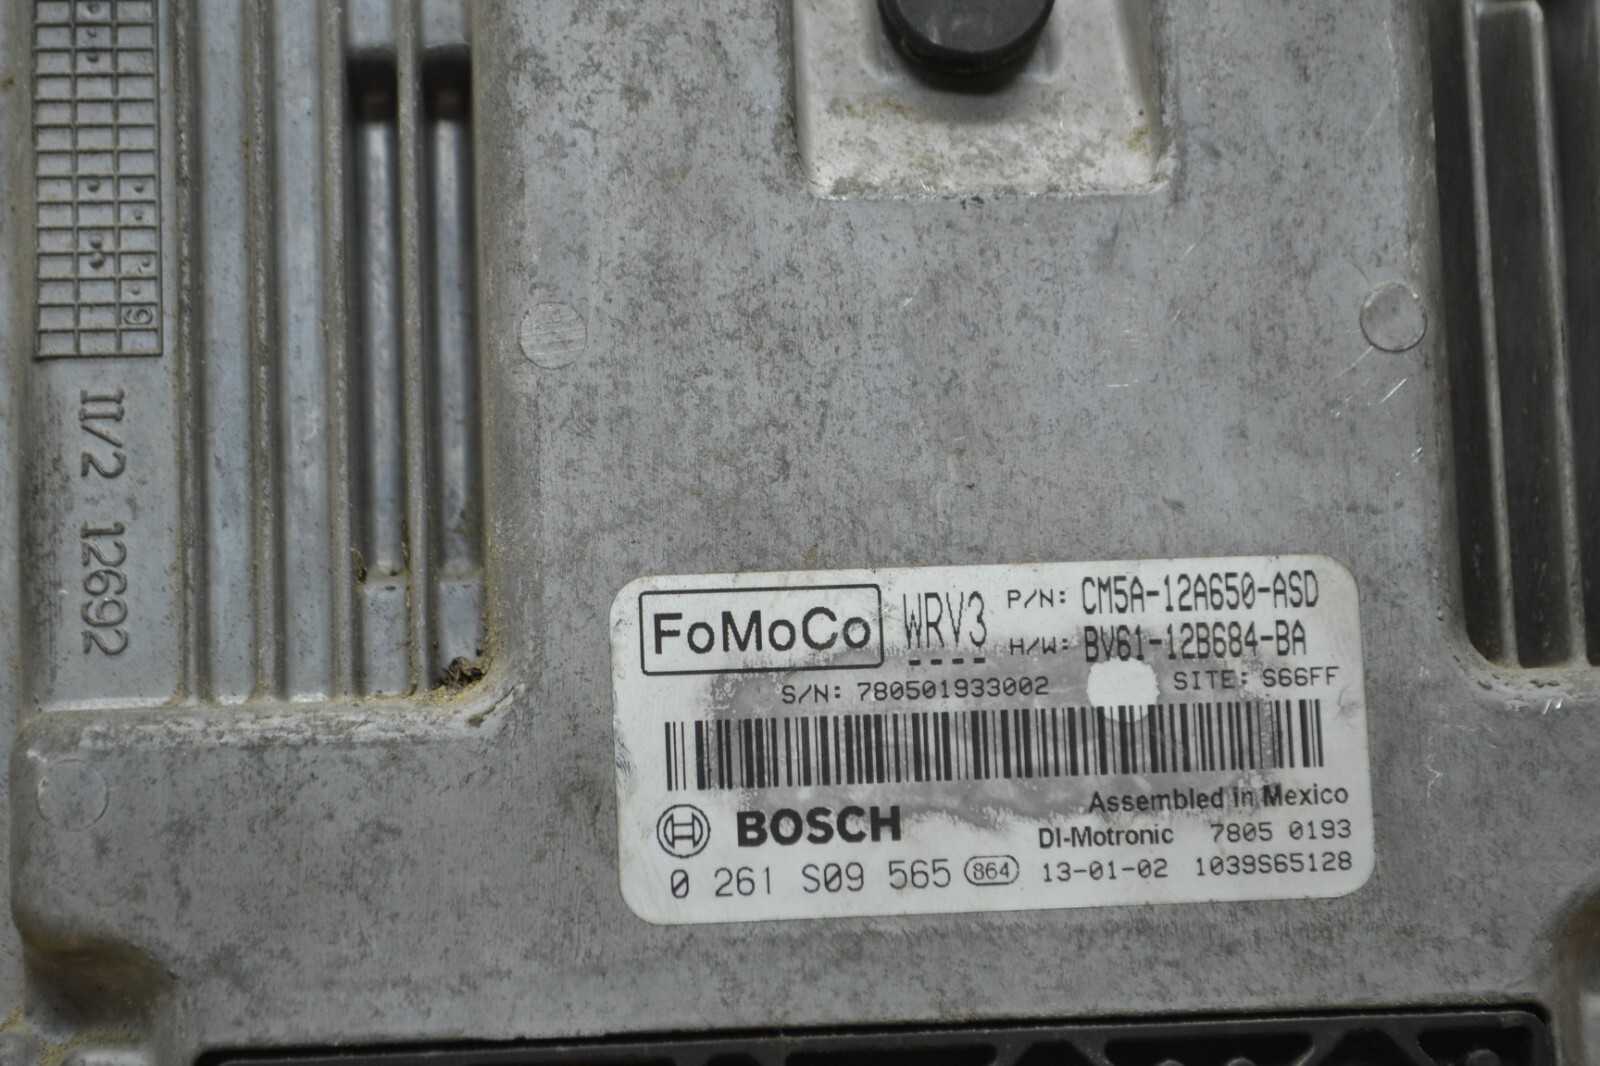 II/2 12692
FoMoCo WRV3 P/N: CM5A-12A650-ASD
H/W: BV61-12B684-BA
S/N: 780501933002 SITE: S66FF
Assembled in Mexico
BOSCH DI-Motronic 7805 0193
0 261 S09 565 864 13-01-02 1039S65128